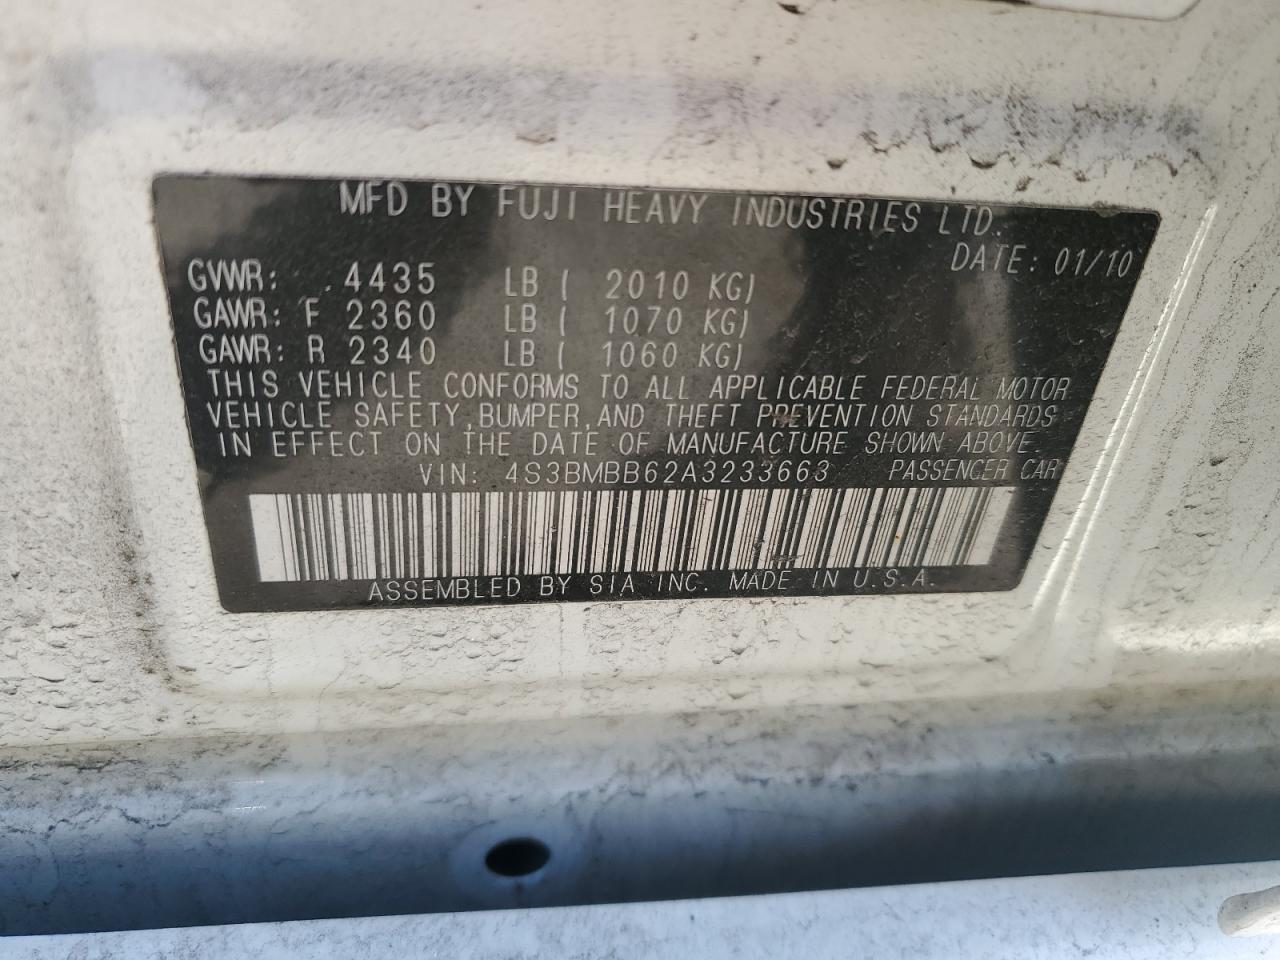 MFD BY FUJI HEAVY INDUSTRIES LTD.
DATE: 01/10
GVWR: 4435 LB ( 2010 KG)
GAWR: F 2360 LB ( 1070 KG)
GAWR: R 2340 LB ( 1060 KG)
THIS VEHICLE CONFORMS TO ALL APPLICABLE FEDERAL MOTOR
VEHICLE SAFETY, BUMPER, AND THEFT PREVENTION STANDARDS
IN EFFECT ON THE DATE OF MANUFACTURE SHOWN ABOVE.
VIN: 4S3BMBB62A3233663 PASSENGER CAR
ASSEMBLED BY SIA INC. MADE IN U.S.A.